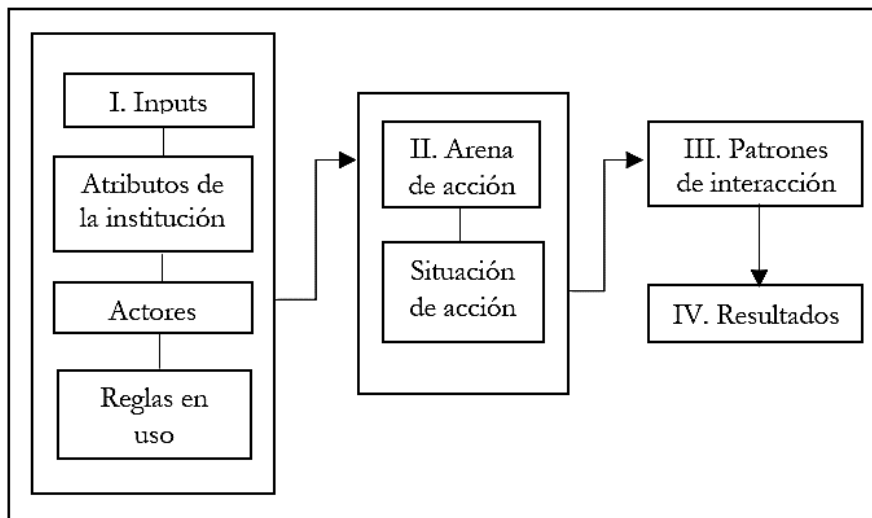 I. Inputs
Atributos de
la institución
Actores
Reglas en
uso
II. Arena
de acción
Situación
de acción
III. Patrones
de interacción
IV. Resultados